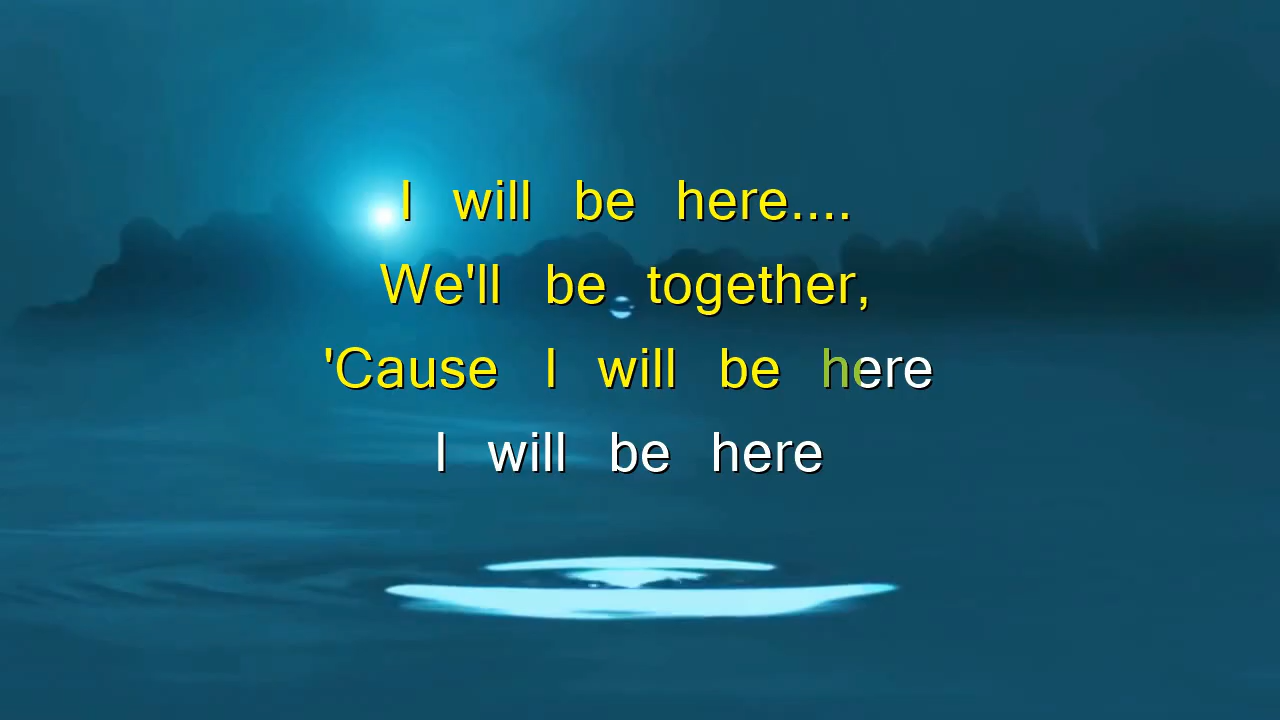 I will be here....
We'll be together,
'Cause I will be here
I will be here